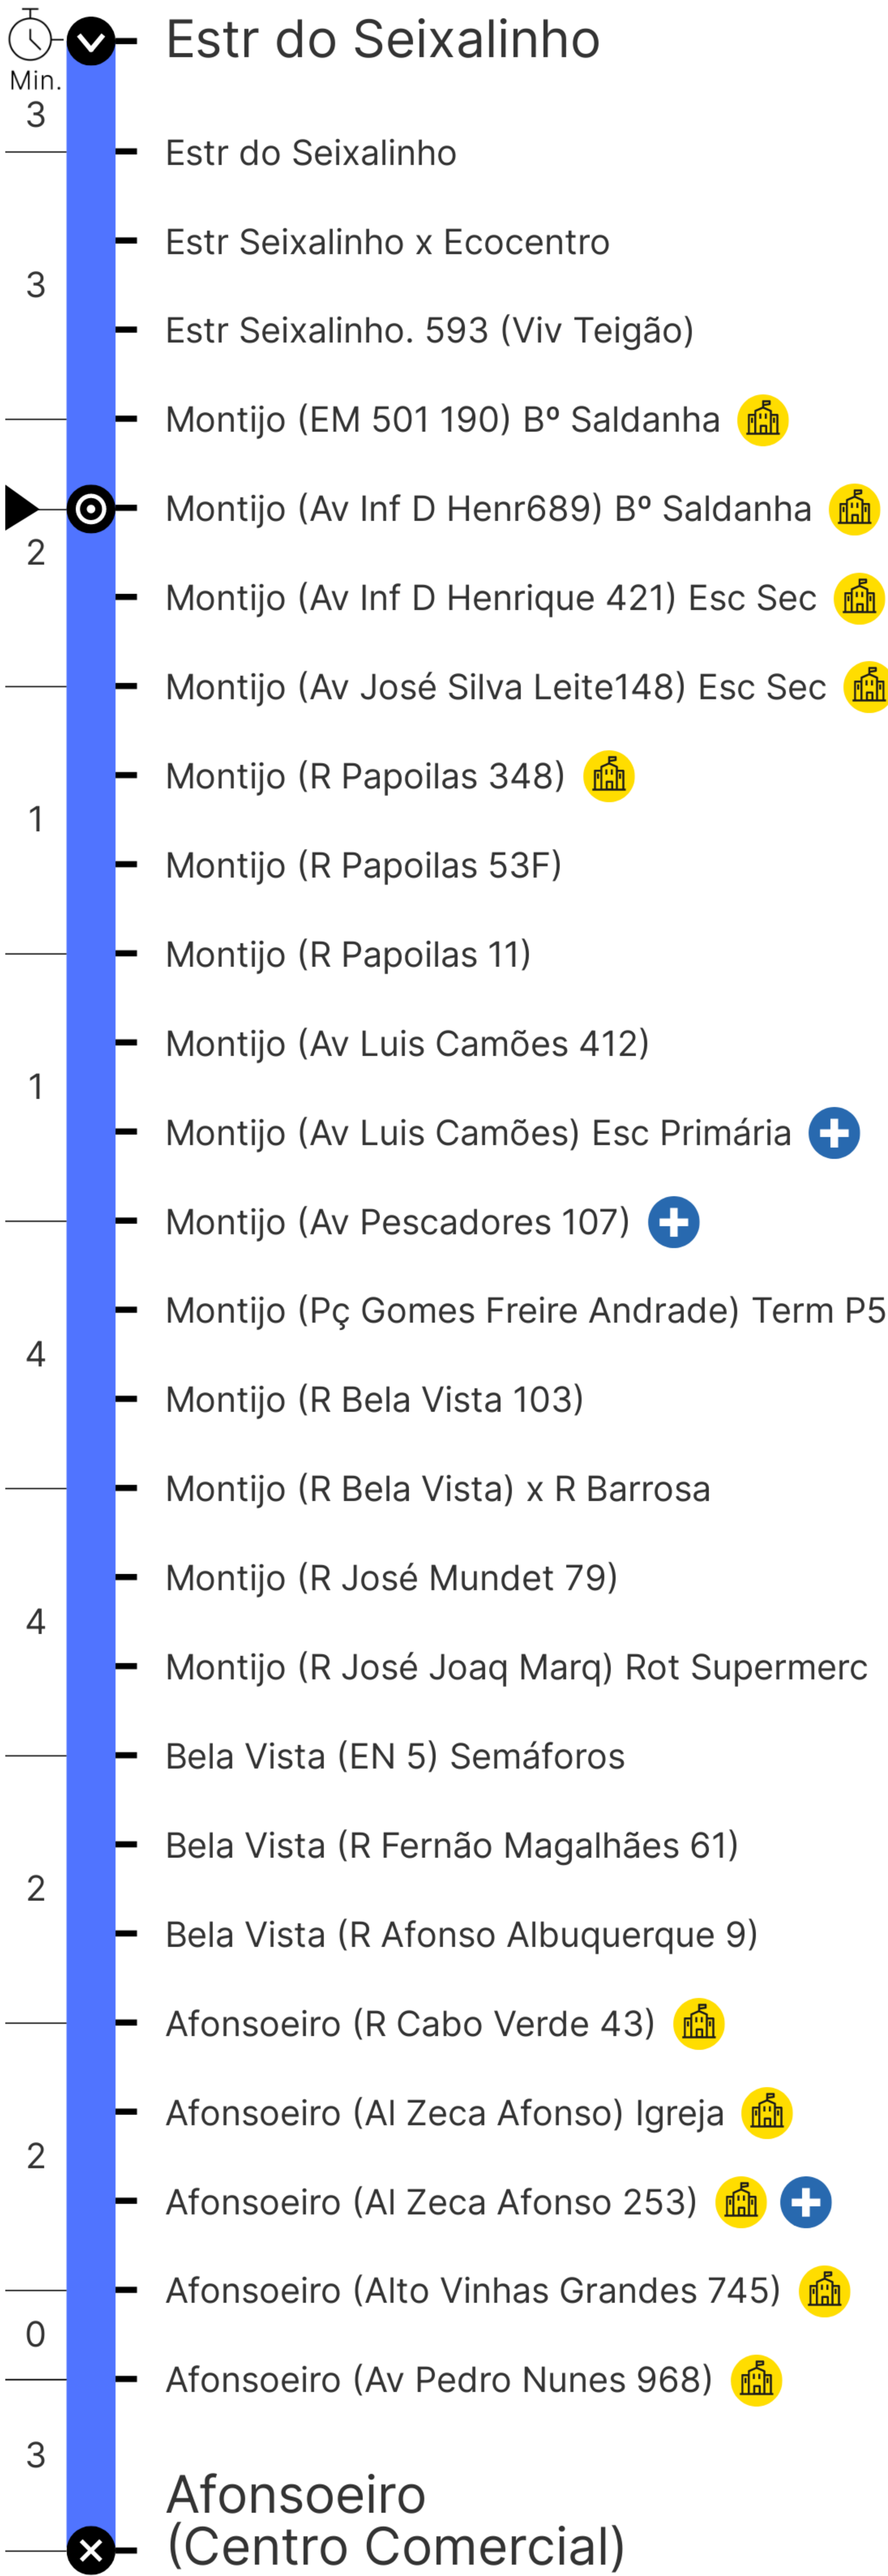 Estr do Seixalinho
Min.
3
Estr do Seixalinho
Estr Seixalinho x Ecocentro
3
Estr Seixalinho. 593 (Viv Teigão)
Montijo (EM 501 190) Bº Saldanha
Montijo (Av Inf D Henr689) Bº Saldanha
2
Montijo (Av Inf D Henrique 421) Esc Sec
Montijo (Av José Silva Leite148) Esc Sec
Montijo (R Papoilas 348)
1
Montijo (R Papoilas 53F)
Montijo (R Papoilas 11)
Montijo (Av Luis Camões 412)
1
Montijo (Av Luis Camões) Esc Primária
Montijo (Av Pescadores 107)
Montijo (Pç Gomes Freire Andrade) Term P5
4
Montijo (R Bela Vista 103)
Montijo (R Bela Vista) x R Barrosa
Montijo (R José Mundet 79)
4
Montijo (R José Joaq Marq) Rot Supermerc
Bela Vista (EN 5) Semáforos
Bela Vista (R Fernão Magalhães 61)
2
Bela Vista (R Afonso Albuquerque 9)
Afonsoeiro (R Cabo Verde 43)
Afonsoeiro (Al Zeca Afonso) Igreja
2
Afonsoeiro (Al Zeca Afonso 253)
Afonsoeiro (Alto Vinhas Grandes 745)
0
Afonsoeiro (Av Pedro Nunes 968)
3
Afonsoeiro
(Centro Comercial)